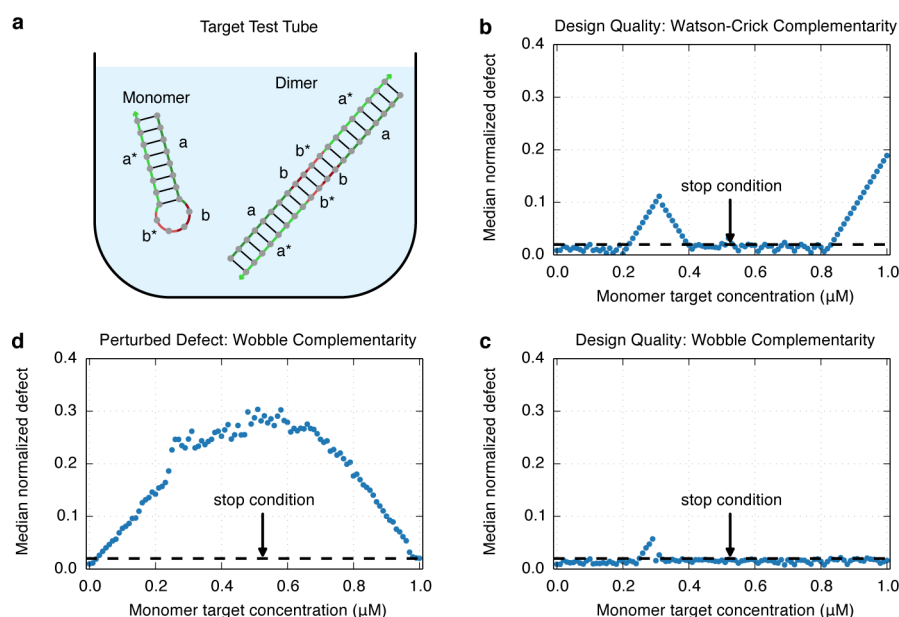 a
Target Test Tube
Monomer
Dimer
a*
a
b
b*
a*
a
b*
b
b
b*
a
a*
b
Design Quality: Watson-Crick Complementarity
Median normalized defect
0.4
0.3
0.2
0.1
0.0
stop condition
0.0 0.2 0.4 0.6 0.8 1.0
Monomer target concentration (μM)
d
Perturbed Defect: Wobble Complementarity
Median normalized defect
0.4
0.3
0.2
0.1
0.0
stop condition
0.0 0.2 0.4 0.6 0.8 1.0
Monomer target concentration (μM)
c
Design Quality: Wobble Complementarity
Median normalized defect
0.4
0.3
0.2
0.1
0.0
stop condition
0.0 0.2 0.4 0.6 0.8 1.0
Monomer target concentration (μM)